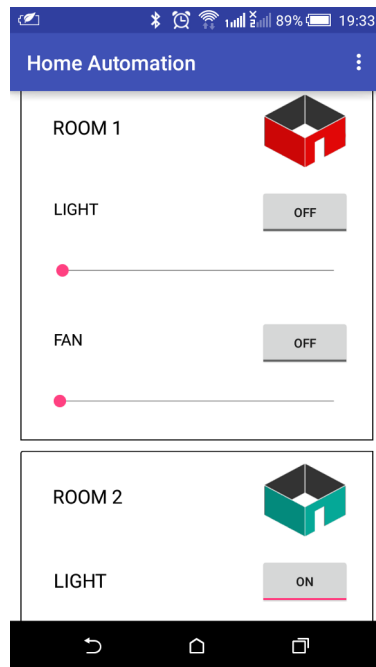 89% 19:33
Home Automation
ROOM 1
LIGHT OFF
FAN OFF
ROOM 2
LIGHT ON